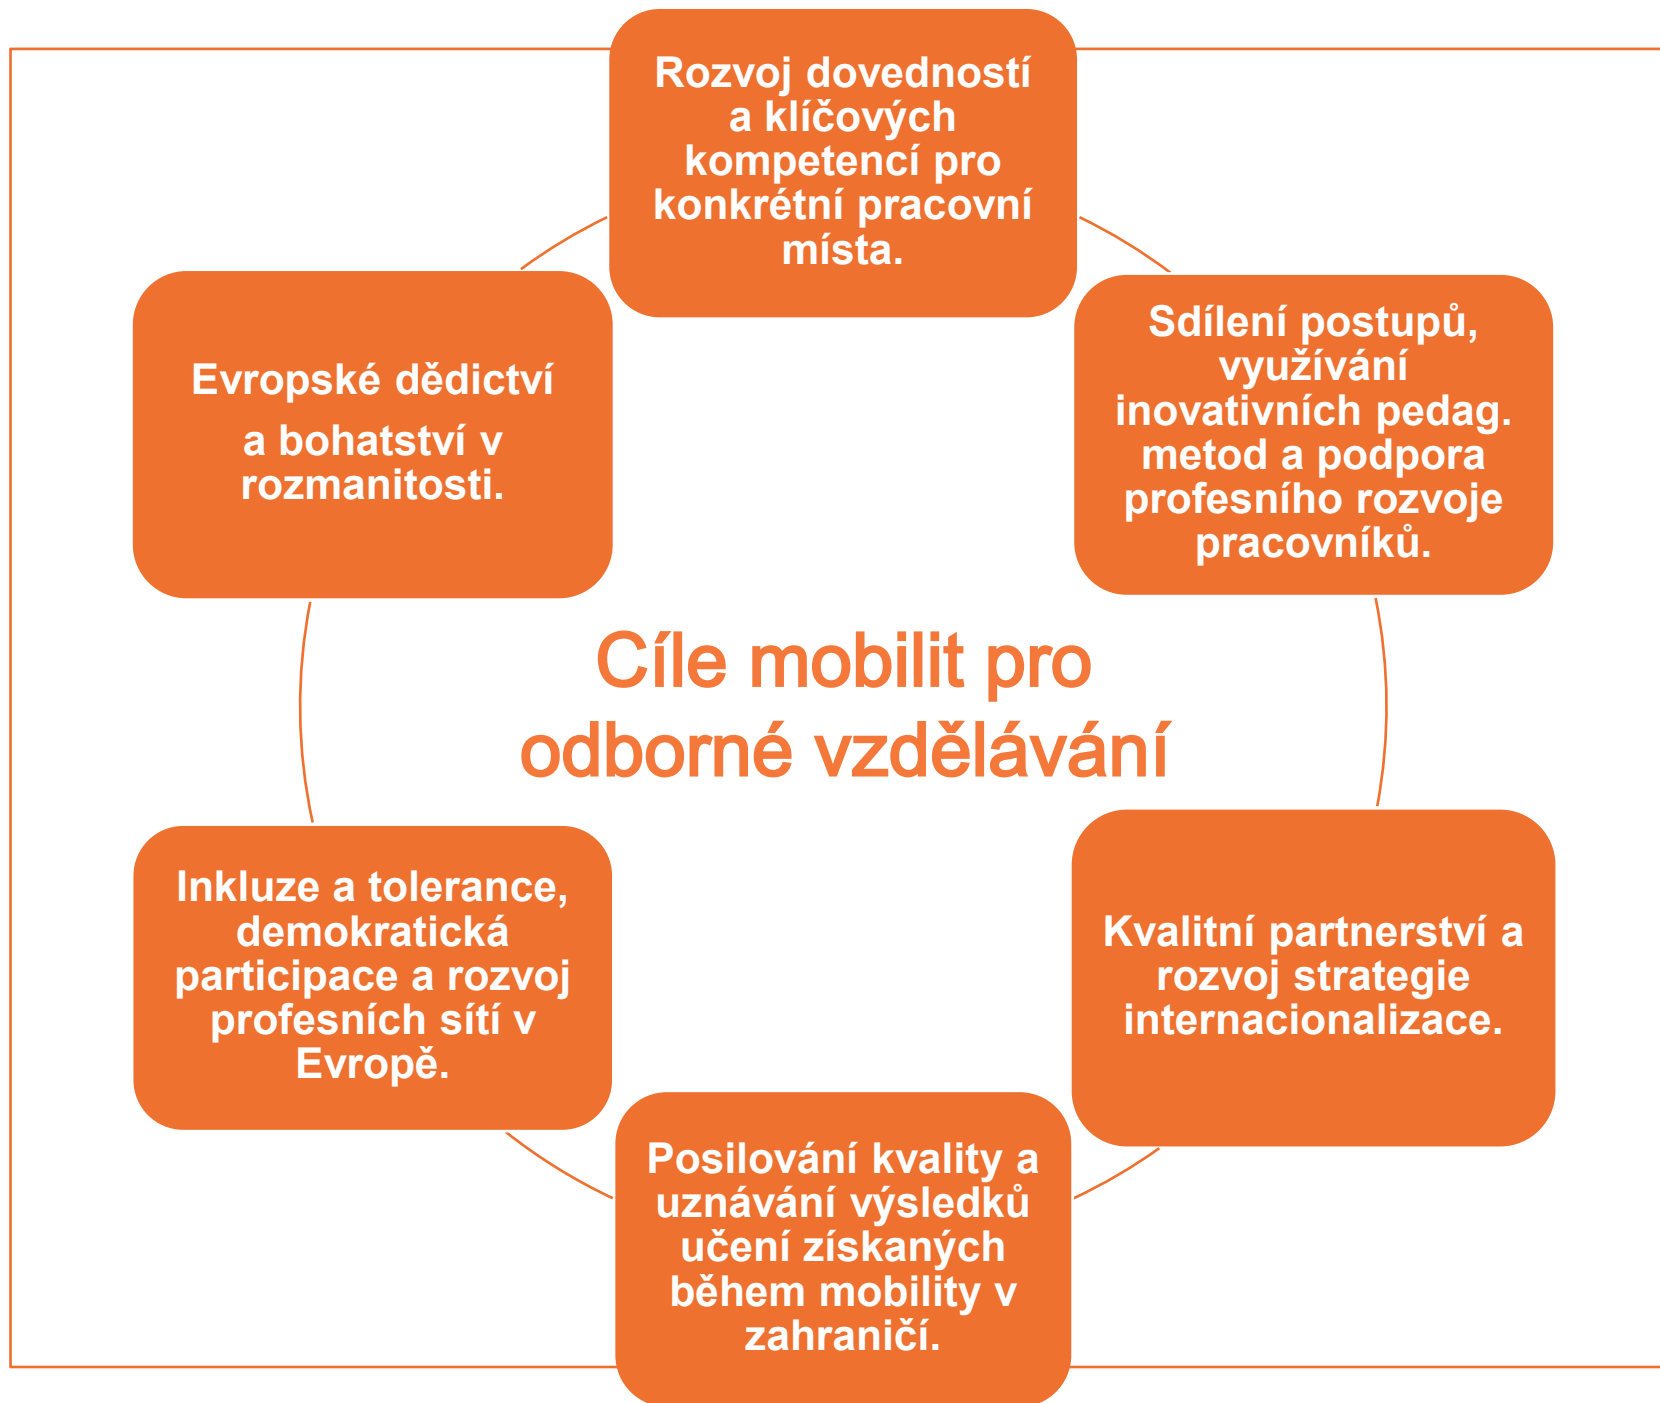 Rozvoj dovedností
a klíčových
kompetencí pro
konkrétní pracovní
místa.
Sdílení postupů,
využívání
inovativních pedag.
metod a podpora
profesního rozvoje
pracovníků.
Kvalitní partnerství a
rozvoj strategie
internacionalizace.
Posilování kvality a
uznávání výsledků
učení získaných
během mobility v
zahraničí.
Inkluze a tolerance,
demokratická
participace a rozvoj
profesních sítí v
Evropě.
Evropské dědictví
a bohatství v
rozmanitosti.
Cíle mobilit pro
odborné vzdělávání